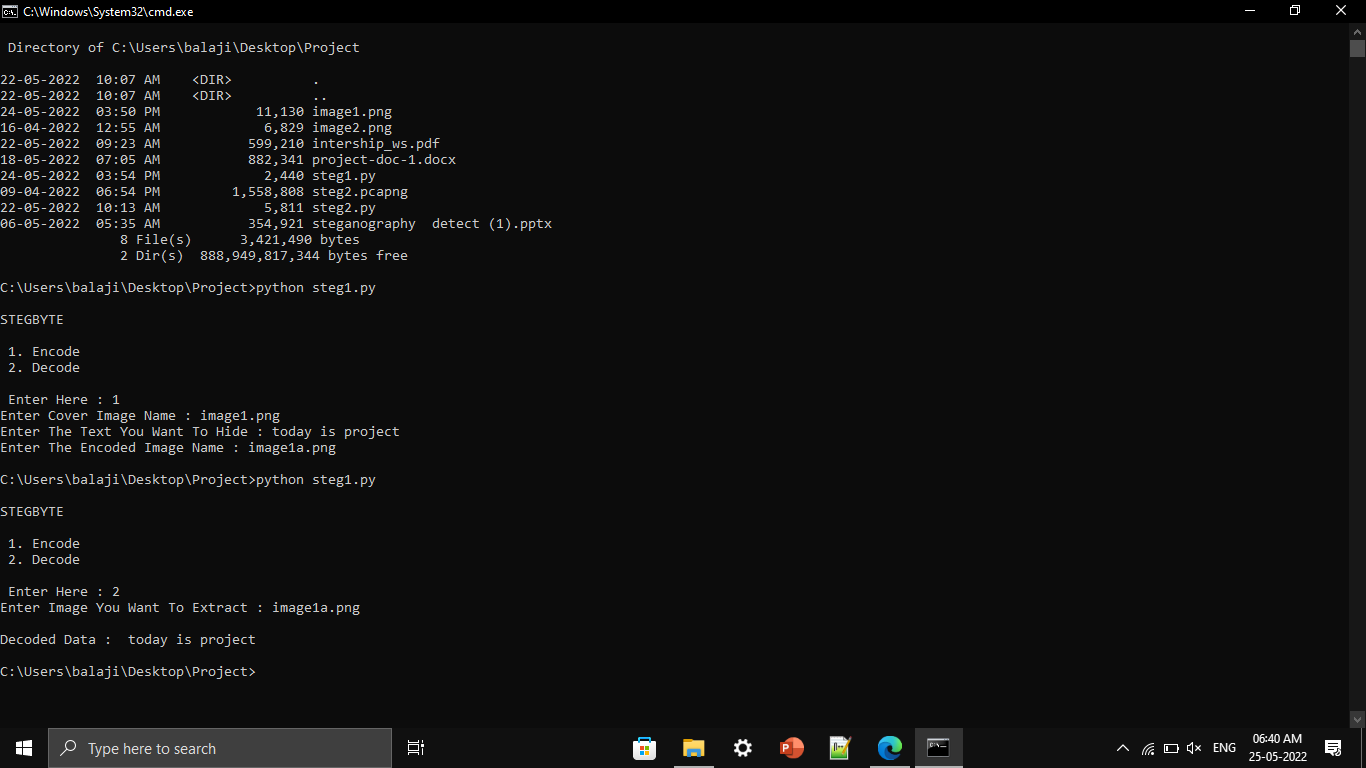 C:\Windows\System32\cmd.exe
Directory of C:\Users\balaji\Desktop\Project
22-05-2022  10:07 AM    <DIR>          .
22-05-2022  10:07 AM    <DIR>          ..
24-05-2022  03:50 PM            11,130 image1.png
16-04-2022  12:55 AM             6,829 image2.png
22-05-2022  09:23 AM           599,210 intership_ws.pdf
18-05-2022  07:05 AM           882,341 project-doc-1.docx
24-05-2022  03:54 PM             2,440 steg1.py
09-04-2022  06:54 PM         1,558,808 steg2.pcapng
22-05-2022  10:13 AM             5,811 steg2.py
06-05-2022  05:35 AM           354,921 steganography  detect (1).pptx
               8 File(s)      3,421,490 bytes
               2 Dir(s)  888,949,817,344 bytes free
C:\Users\balaji\Desktop\Project>python steg1.py
STEGBYTE
1. Encode
2. Decode
Enter Here : 1
Enter Cover Image Name : image1.png
Enter The Text You Want To Hide : today is project
Enter The Encoded Image Name : image1a.png
C:\Users\balaji\Desktop\Project>python steg1.py
STEGBYTE
1. Encode
2. Decode
Enter Here : 2
Enter Image You Want To Extract : image1a.png
Decoded Data :  today is project
C:\Users\balaji\Desktop\Project>
Type here to search
ENG
06:40 AM
25-05-2022